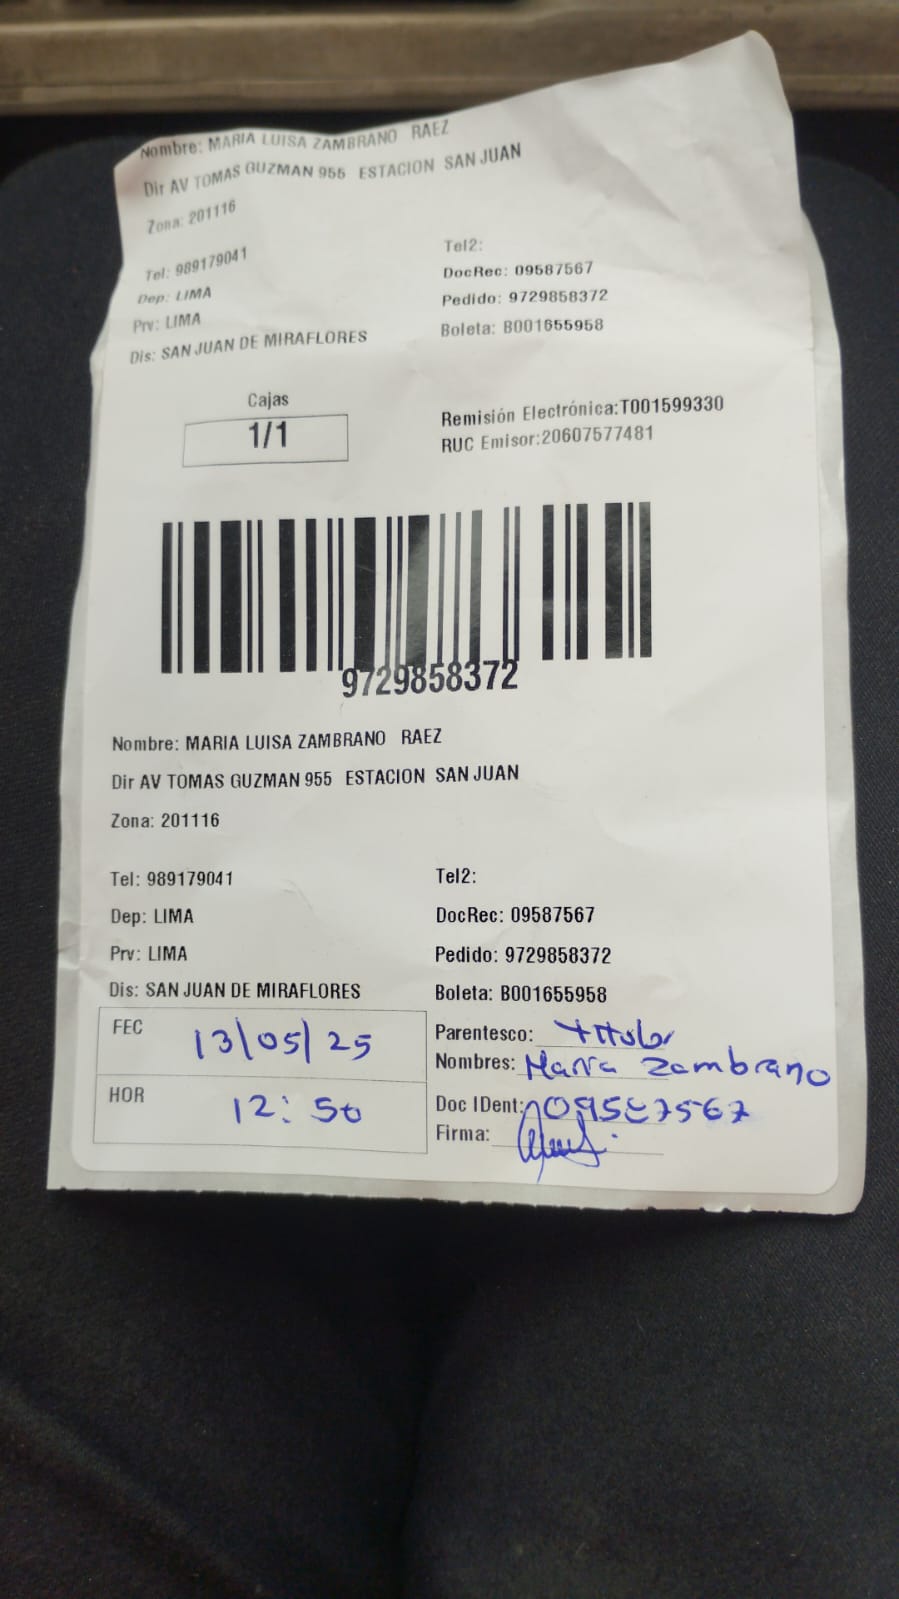 Nombre: MARIA LUISA ZAMBRANO RAEZ
Dir AV TOMAS GUZMAN 955 ESTACION SAN JUAN
Zona: 201116
Tel: 989179041
Tel2:
Dep: LIMA
DocRec: 09587567
Prv: LIMA
Pedido: 9729858372
Dis: SAN JUAN DE MIRAFLORES
Boleta: B001655958
Cajas
1/1
Remisión Electrónica:T001599330
RUC Emisor:20607577481
9729858372
Nombre: MARIA LUISA ZAMBRANO RAEZ
Dir AV TOMAS GUZMAN 955 ESTACION SAN JUAN
Zona: 201116
Tel: 989179041
Tel2:
Dep: LIMA
DocRec: 09587567
Prv: LIMA
Pedido: 9729858372
Dis: SAN JUAN DE MIRAFLORES
Boleta: B001655958
FEC 13/05/25
HOR 12:50
Parentesco: titular
Nombres: Maria Zambrano
Doc IDent: 09587567
Firma: